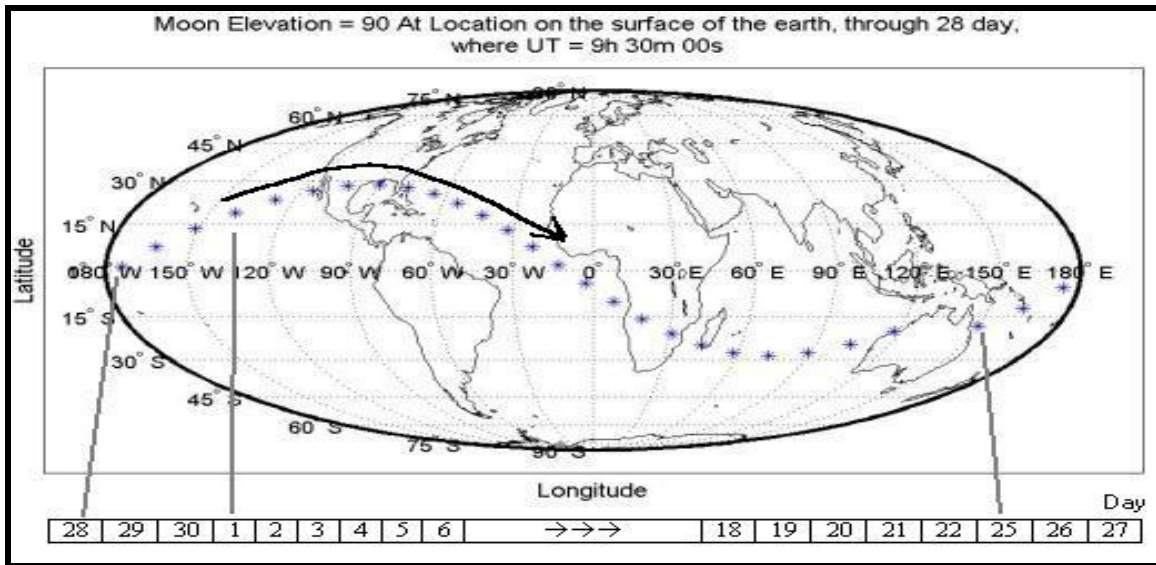 Moon Elevation = 90 At Location on the surface of the earth, through 28 day,
where UT = 9h 30m 00s
90° N
75° N
60° N
45° N
30° N
15° N
0°
180° W 150° W 120° W 90° W 60° W 30° W 0° 30° E 60° E 90° E 120° E 150° E 180° E
15° S
30° S
45° S
60° S
75° S
90° S
Latitude
Longitude
Day
28 29 30 1 2 3 4 5 6 →→→ 18 19 20 21 22 25 26 27